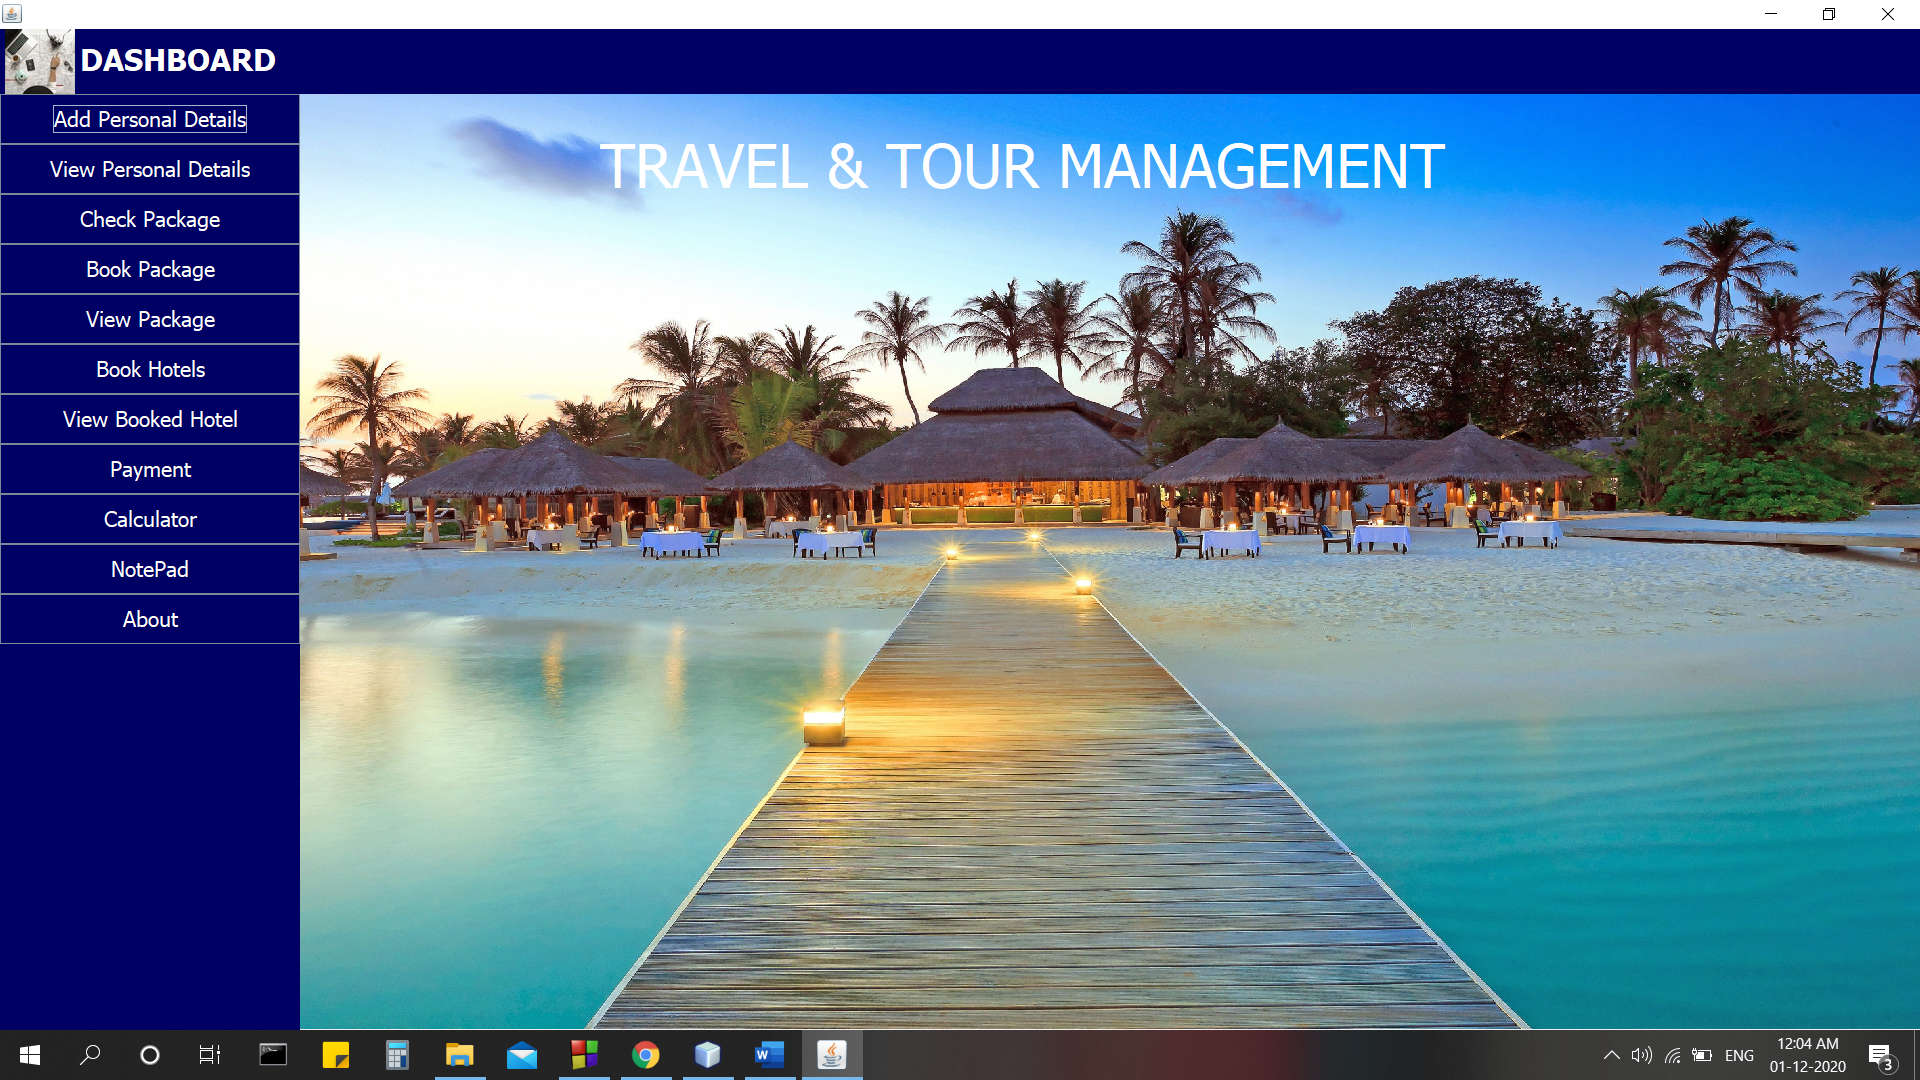 DASHBOARD
Add Personal Details
View Personal Details
Check Package
Book Package
View Package
Book Hotels
View Booked Hotel
Payment
Calculator
NotePad
About
TRAVEL & TOUR MANAGEMENT
W
ENG
12:04 AM
01-12-2020
3